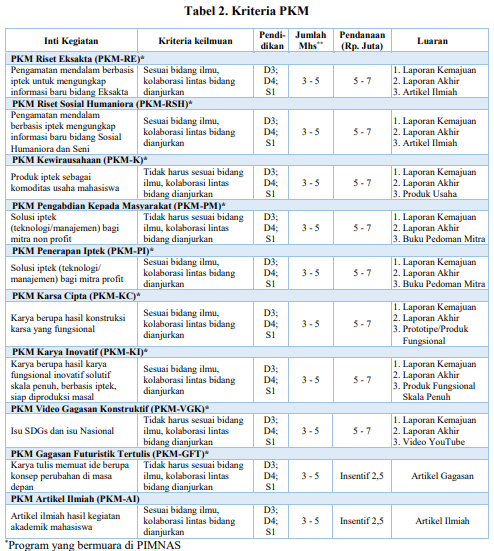 Tabel 2. Kriteria PKM
Inti Kegiatan Kriteria keilmuan Pendi-dikan Jumlah Mhs** Pendanaan (Rp. Juta) Luaran
PKM Riset Eksakta (PKM-RE)*
Pengamatan mendalam berbasis Sesuai bidang ilmu, D3; 1. Laporan Kemajuan
iptek untuk mengungkap kolaborasi lintas bidang D4; 3 - 5 5 - 7 2. Laporan Akhir
informasi baru bidang Eksakta dianjurkan S1 3. Artikel Ilmiah
PKM Riset Sosial Humaniora (PKM-RSH)*
Pengamatan mendalam
berbasis iptek mengungkap Sesuai bidang ilmu, D3; 1. Laporan Kemajuan
informasi baru bidang Sosial kolaborasi lintas bidang D4; 3 - 5 5 - 7 2. Laporan Akhir
Humaniora dan Seni dianjurkan S1 3. Artikel Ilmiah
PKM Kewirausahaan (PKM-K)*
Produk iptek sebagai Tidak harus sesuai bidang D3; 1. Laporan Kemajuan
komoditas usaha mahasiswa ilmu, kolaborasi lintas D4; 3 - 5 5 - 7 2. Laporan Akhir
bidang dianjurkan S1 3. Produk Usaha
PKM Pengabdian Kepada Masyarakat (PKM-PM)*
Solusi iptek Tidak harus sesuai bidang D3; 1. Laporan Kemajuan
(teknologi/manajemen) bagi ilmu, kolaborasi lintas D4; 3 - 5 5 - 7 2. Laporan Akhir
mitra non profit bidang dianjurkan S1 3. Buku Pedoman Mitra
PKM Penerapan Iptek (PKM-PI)*
Solusi iptek (teknologi/ Sesuai bidang ilmu, D3; 1. Laporan Kemajuan
manajemen) bagi mitra profit kolaborasi lintas bidang D4; 3 - 5 5 - 7 2. Laporan Akhir
dianjurkan S1 3. Buku Pedoman Mitra
PKM Karsa Cipta (PKM-KC)*
Karya berupa hasil konstruksi Sesuai bidang ilmu, D3; 1. Laporan Kemajuan
karsa yang fungsional kolaborasi lintas bidang D4; 3 - 5 5 - 7 2. Laporan Akhir
dianjurkan S1 3. Prototipe/Produk
Fungsional
PKM Karya Inovatif (PKM-KI)*
Karya berupa hasil karya Sesuai bidang ilmu, D3; 1. Laporan Kemajuan
fungsional inovatif solutif kolaborasi lintas bidang D4; 3 - 5 5 - 7 2. Laporan Akhir
skala penuh, berbasis iptek, dianjurkan S1 3. Produk Fungsional
siap diproduksi masal Skala Penuh
PKM Video Gagasan Konstruktif (PKM-VGK)*
Isu SDGs dan isu Nasional Tidak harus sesuai bidang D3; 1. Laporan Kemajuan
ilmu, kolaborasi lintas D4; 3 - 5 5 - 7 2. Laporan Akhir
bidang dianjurkan S1 3. Video YouTube
PKM Gagasan Futuristik Tertulis (PKM-GFT)*
Karya tulis memuat ide berupa Tidak harus sesuai bidang D3;
konsep perubahan di masa ilmu, kolaborasi lintas D4; 3 - 5 Insentif 2,5 Artikel Gagasan
depan bidang dianjurkan S1
PKM Artikel Ilmiah (PKM-AI)
Artikel ilmiah hasil kegiatan Sesuai bidang ilmu, D3;
akademik mahasiswa kolaborasi lintas bidang D4; 3 - 5 Insentif 2,5 Artikel Ilmiah
dianjurkan S1
*Program yang bermuara di PIMNAS